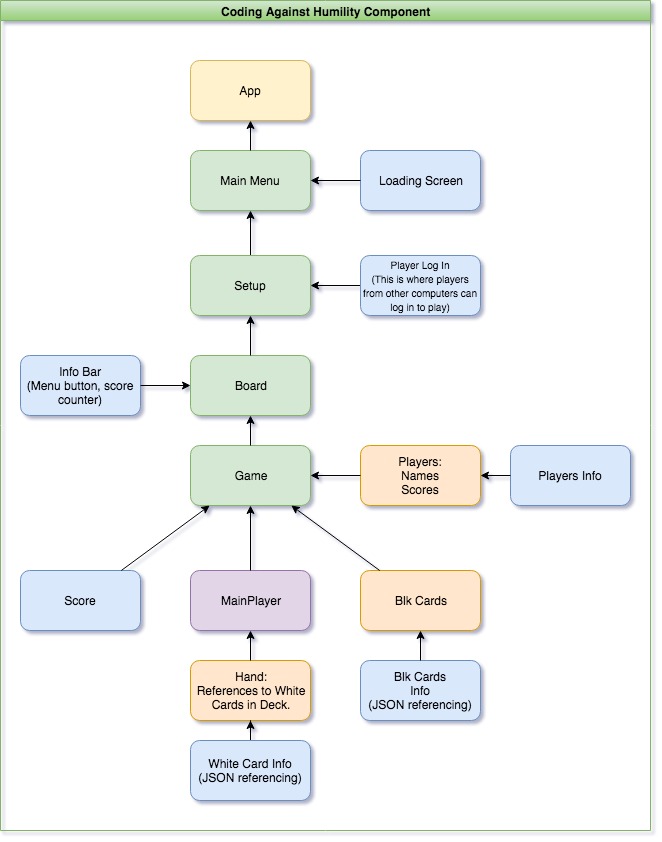 Coding Against Humility Component
App
Main Menu
Loading Screen
Setup
Player Log In
(This is where players
from other computers can
log in to play)
Info Bar
(Menu button, score
counter)
Board
Game
Players:
Names
Scores
Players Info
Score
MainPlayer
Blk Cards
Hand:
References to White
Cards in Deck.
Blk Cards
Info
(JSON referencing)
White Card Info
(JSON referencing)